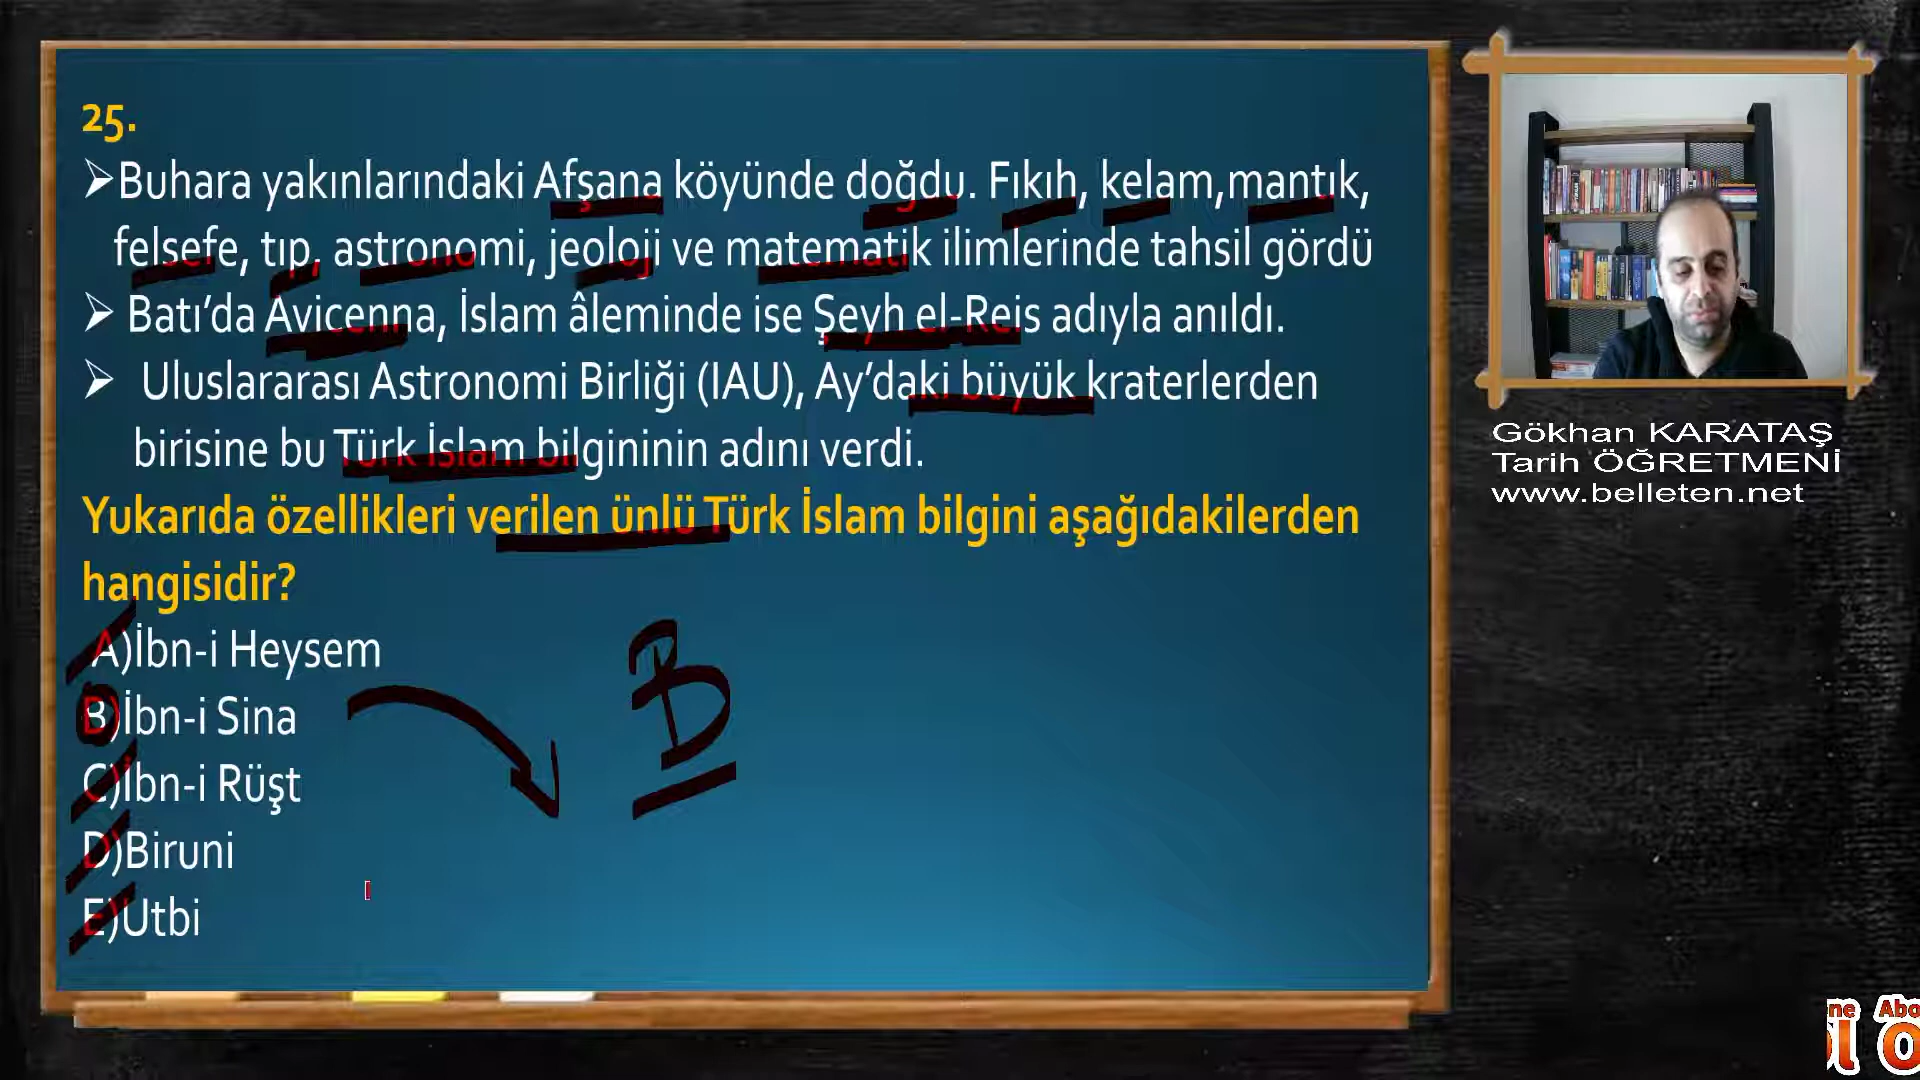 25.
➢Buhara yakınlarındaki Afşana köyünde doğdu. Fıkıh, kelam,mantık,
felsefe, tıp, astronomi, jeoloji ve matematik ilimlerinde tahsil gördü
➢ Batı’da Avicenna, İslam âleminde ise Şeyh el-Reis adıyla anıldı.
➢ Uluslararası Astronomi Birliği (IAU), Ay’daki büyük kraterlerden
birisine bu Türk İslam bilgininin adını verdi.
Yukarıda özellikleri verilen ünlü Türk İslam bilgini aşağıdakilerden
hangisidir?
A)İbn-i Heysem
B)İbn-i Sina
C)İbn-i Rüşt
D)Biruni
E)Utbi
B
Gökhan KARATAŞ
Tarih ÖĞRETMENİ
www.belleten.net